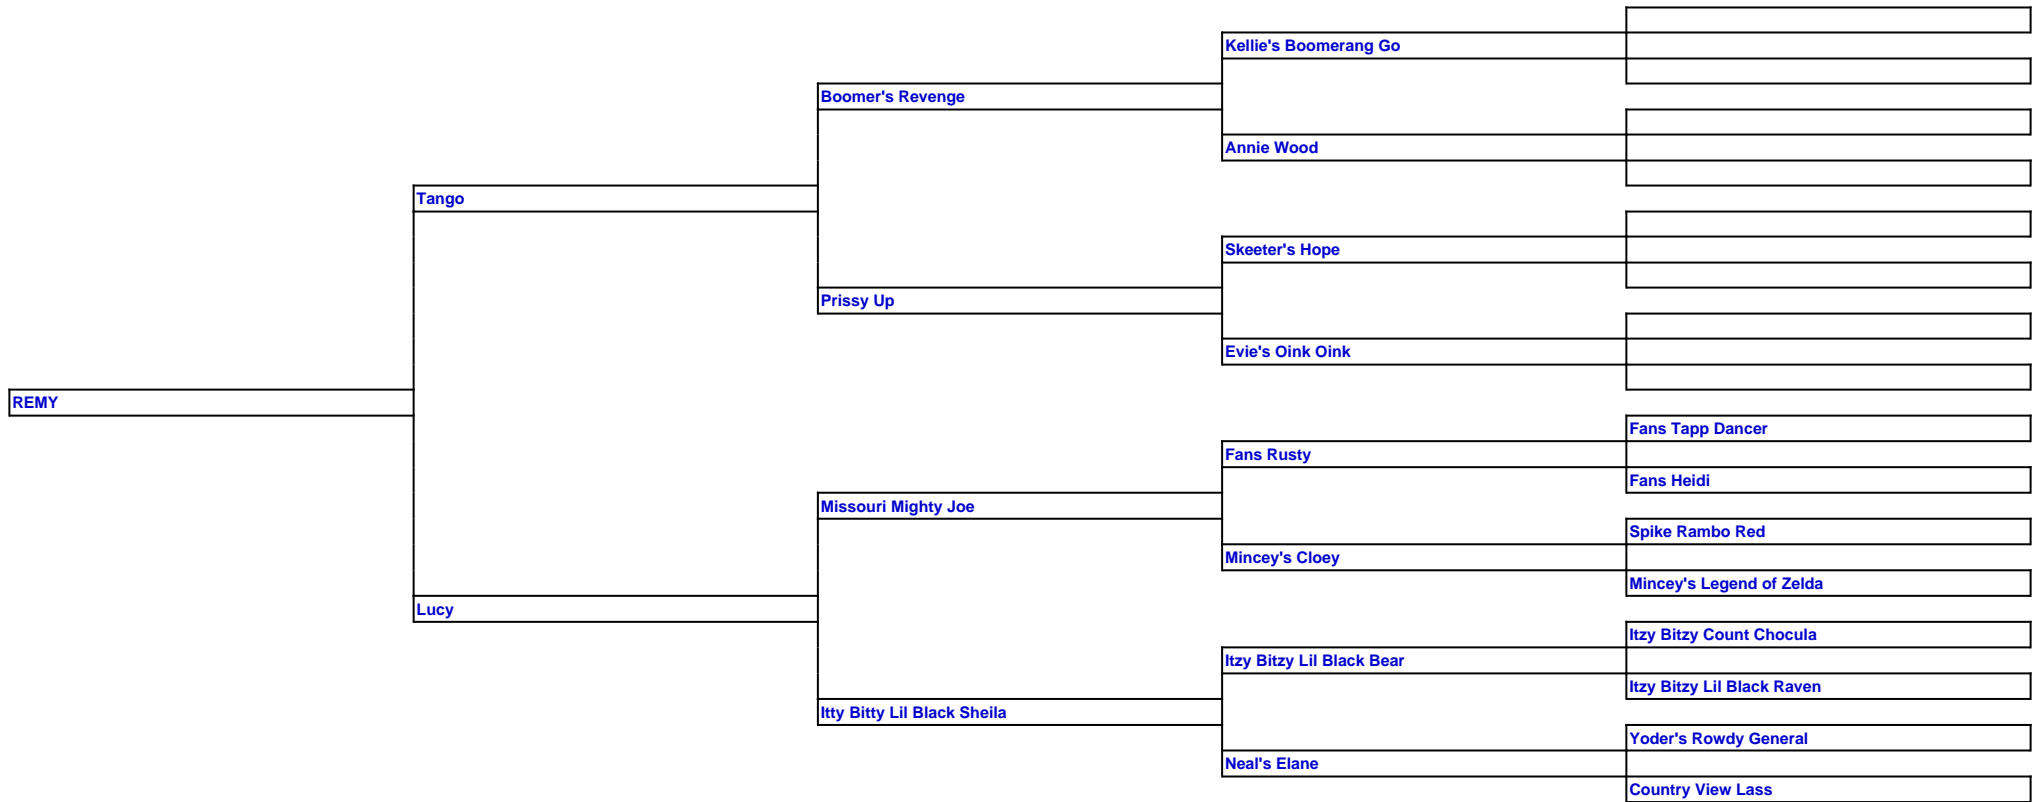 Kellie's Boomerang Go
Boomer's Revenge
Annie Wood
Tango
Skeeter's Hope
Prissy Up
Evie's Oink Oink
REMY
Fans Tapp Dancer
Fans Rusty
Fans Heidi
Missouri Mighty Joe
Spike Rambo Red
Mincey's Cloey
Mincey's Legend of Zelda
Lucy
Itzy Bitzy Count Chocula
Itzy Bitzy Lil Black Bear
Itzy Bitzy Lil Black Raven
Itty Bitty Lil Black Sheila
Yoder's Rowdy General
Neal's Elane
Country View Lass